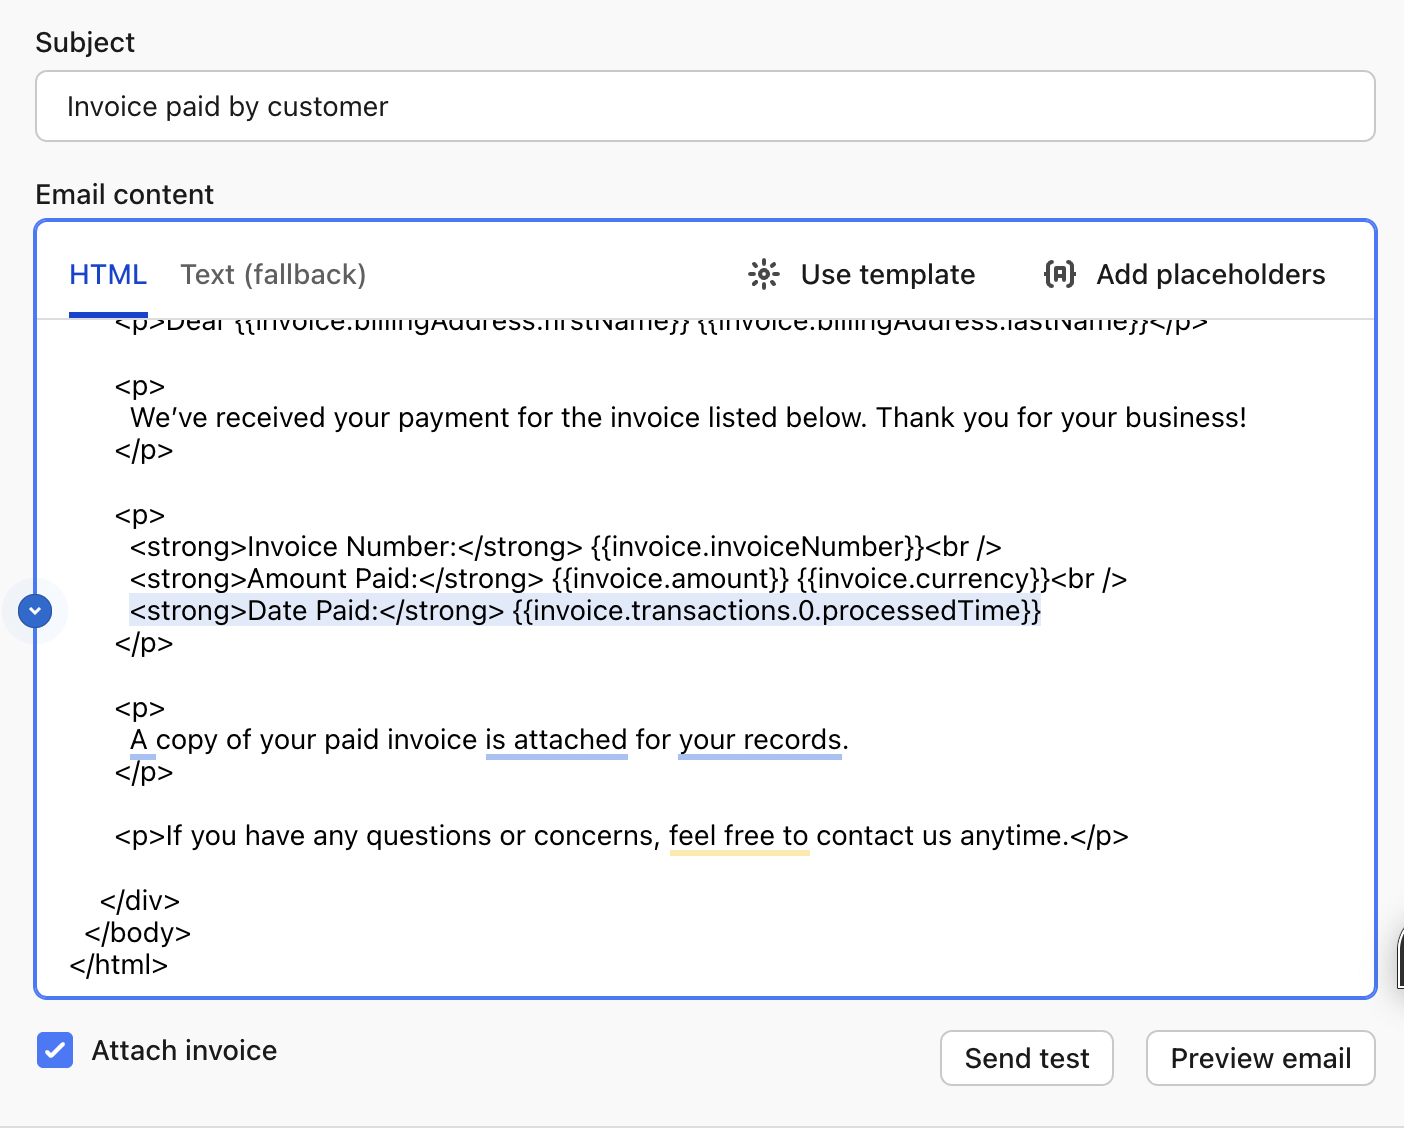 Subject
Invoice paid by customer
Email content
HTML Text (fallback) Use template Add placeholders
<p>Dear {{invoice.billingAddress.firstName}} {{invoice.billingAddress.lastName}}</p>
<p>
We’ve received your payment for the invoice listed below. Thank you for your business!
</p>
<p>
<strong>Invoice Number:</strong> {{invoice.invoiceNumber}}<br />
<strong>Amount Paid:</strong> {{invoice.amount}} {{invoice.currency}}<br />
<strong>Date Paid:</strong> {{invoice.transactions.0.processedTime}}
</p>
<p>
A copy of your paid invoice is attached for your records.
</p>
<p>If you have any questions or concerns, feel free to contact us anytime.</p>
</div>
</body>
</html>
Attach invoice Send test Preview email